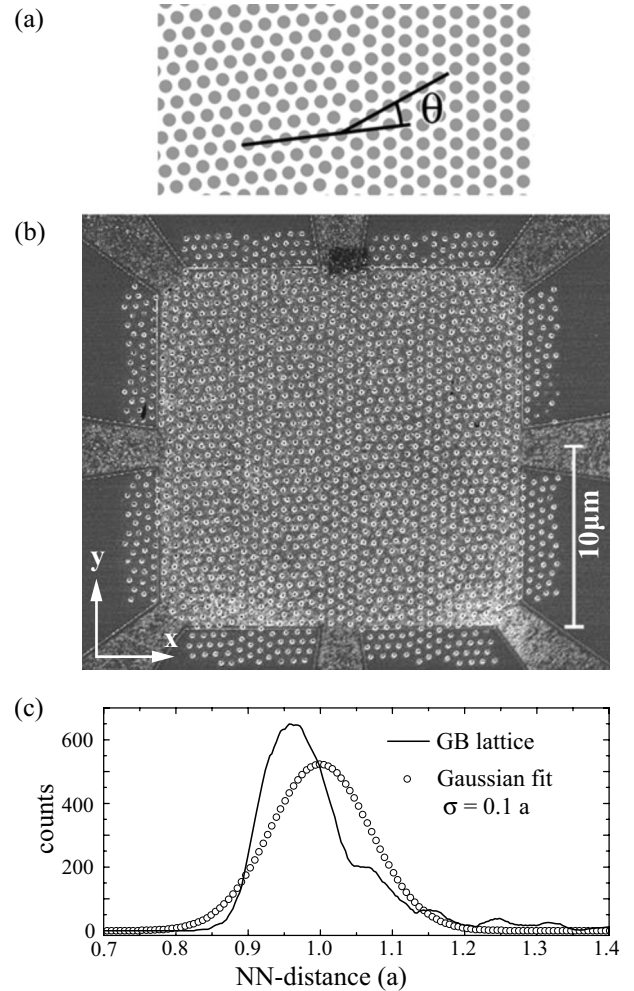 (a)
θ
(b)
10μm
y
x
(c)
600
400
200
0
counts
GB lattice
Gaussian fit
σ = 0.1 a
0.7 0.8 0.9 1.0 1.1 1.2 1.3 1.4
NN-distance (a)